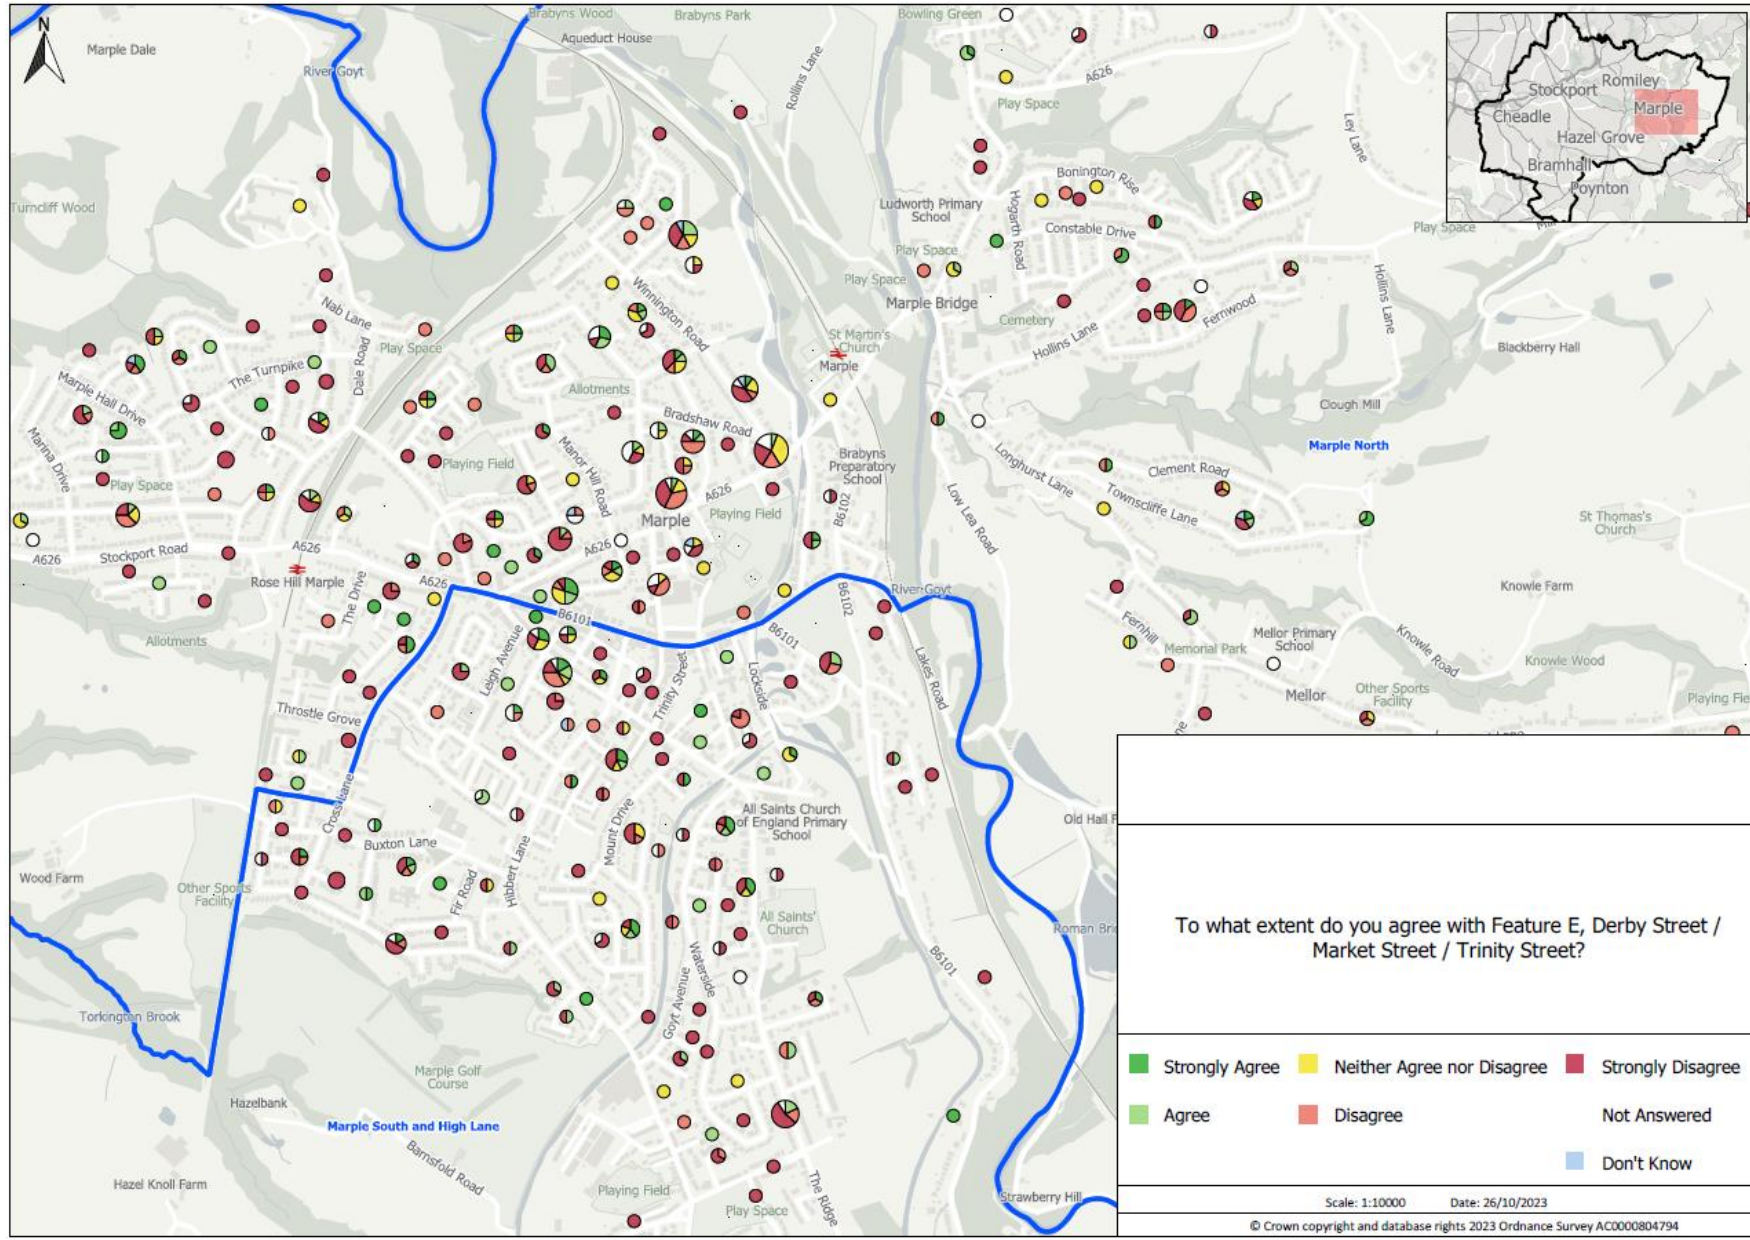 N
Marple Dale
River Goyt
Brabyns Wood
Brabyns Park
Aqueduct House
Rollins Lane
Bowling Green
A626
Play Space
Ley Lane
Romiley
Stockport
Marple
Cheadle
Hazel Grove
Bramhall
Poynton
Turncliff Wood
Ludworth Primary
School
Bonington Rise
Hogarth Road
Constable Drive
Play Space
Play Space
Play Space
Marple Bridge
Nab Lane
Winnington Road
Cemetery
Fernwood
Hollins Lane
Hollins Lane
Blackberry Hall
St Martin's
Church
Marple
Play Space
The Turnpike
Dale Road
Marple Hall Drive
Allotments
Bradshaw Road
Clough Mill
Marple North
Marina Drive
Playing Field
Manor Hill Road
Brabyns
Preparatory
School
Longhurst Lane
Clement Road
Townscliffe Lane
Play Space
A626
Marple
Playing Field
B6102
Low Lea Road
St Thomas's
Church
A626
Stockport Road
A626
A626
Rose Hill Marple
The Drive
A626
B6101
B6102
River Goyt
Knowle Farm
Allotments
Leigh Avenue
B6101
Fernhill
Memorial Park
Mellor Primary
School
Knowle Road
Knowle Wood
Trinity Street
Lockside
Lakes Road
Mellor
Other Sports
Facility
Playing Fie
Throstle Grove
Cross Lane
Mount Drive
All Saints Church
of England Primary
School
Old Hall F
Buxton Lane
Hibbert Lane
Wood Farm
Other Sports
Facility
Fir Road
All Saints'
Church
Roman Bri
Waterside
B6101
Goyt Avenue
Torkington Brook
Marple Golf
Course
Hazelbank
Marple South and High Lane
Barnsfold Road
Hazel Knoll Farm
Playing Field
Play Space
The Ridge
Strawberry Hill
To what extent do you agree with Feature E, Derby Street /
Market Street / Trinity Street?
Strongly Agree
Neither Agree nor Disagree
Strongly Disagree
Agree
Disagree
Not Answered
Don't Know
Scale: 1:10000 Date: 26/10/2023
© Crown copyright and database rights 2023 Ordnance Survey AC0000804794